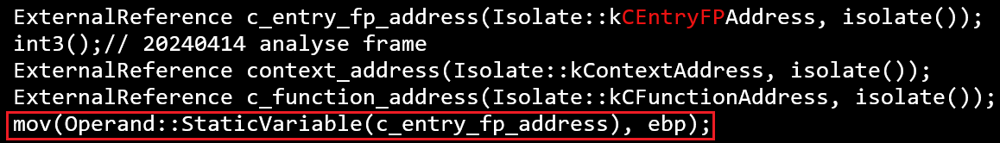 ExternalReference c_entry_fp_address(Isolate::kCEntryFPAddress, isolate());
int3();// 20240414 analyse frame
ExternalReference context_address(Isolate::kContextAddress, isolate());
ExternalReference c_function_address(Isolate::kCFunctionAddress, isolate());
mov(Operand::StaticVariable(c_entry_fp_address), ebp);